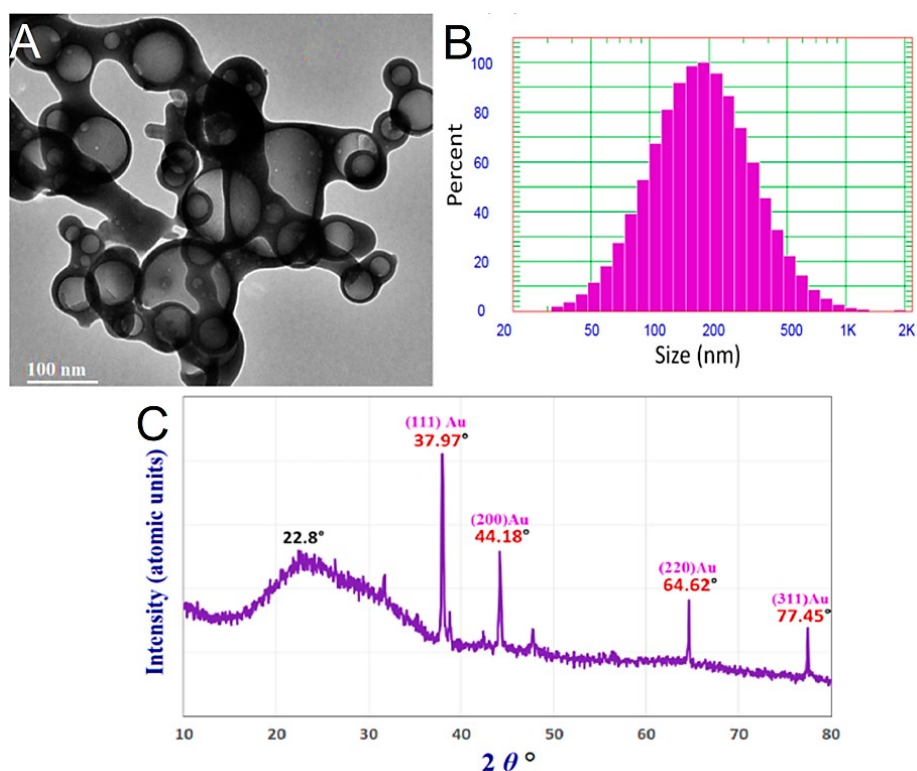 A
100 nm
B
Percent
100
80
60
40
20
0
20 50 100 200 500 1K 2K
Size (nm)
C
Intensity (atomic units)
(111) Au
37.97°
(200)Au
44.18°
22.8°
(220)Au
64.62°
(311)Au
77.45°
10 20 30 40 50 60 70 80
2 θ °